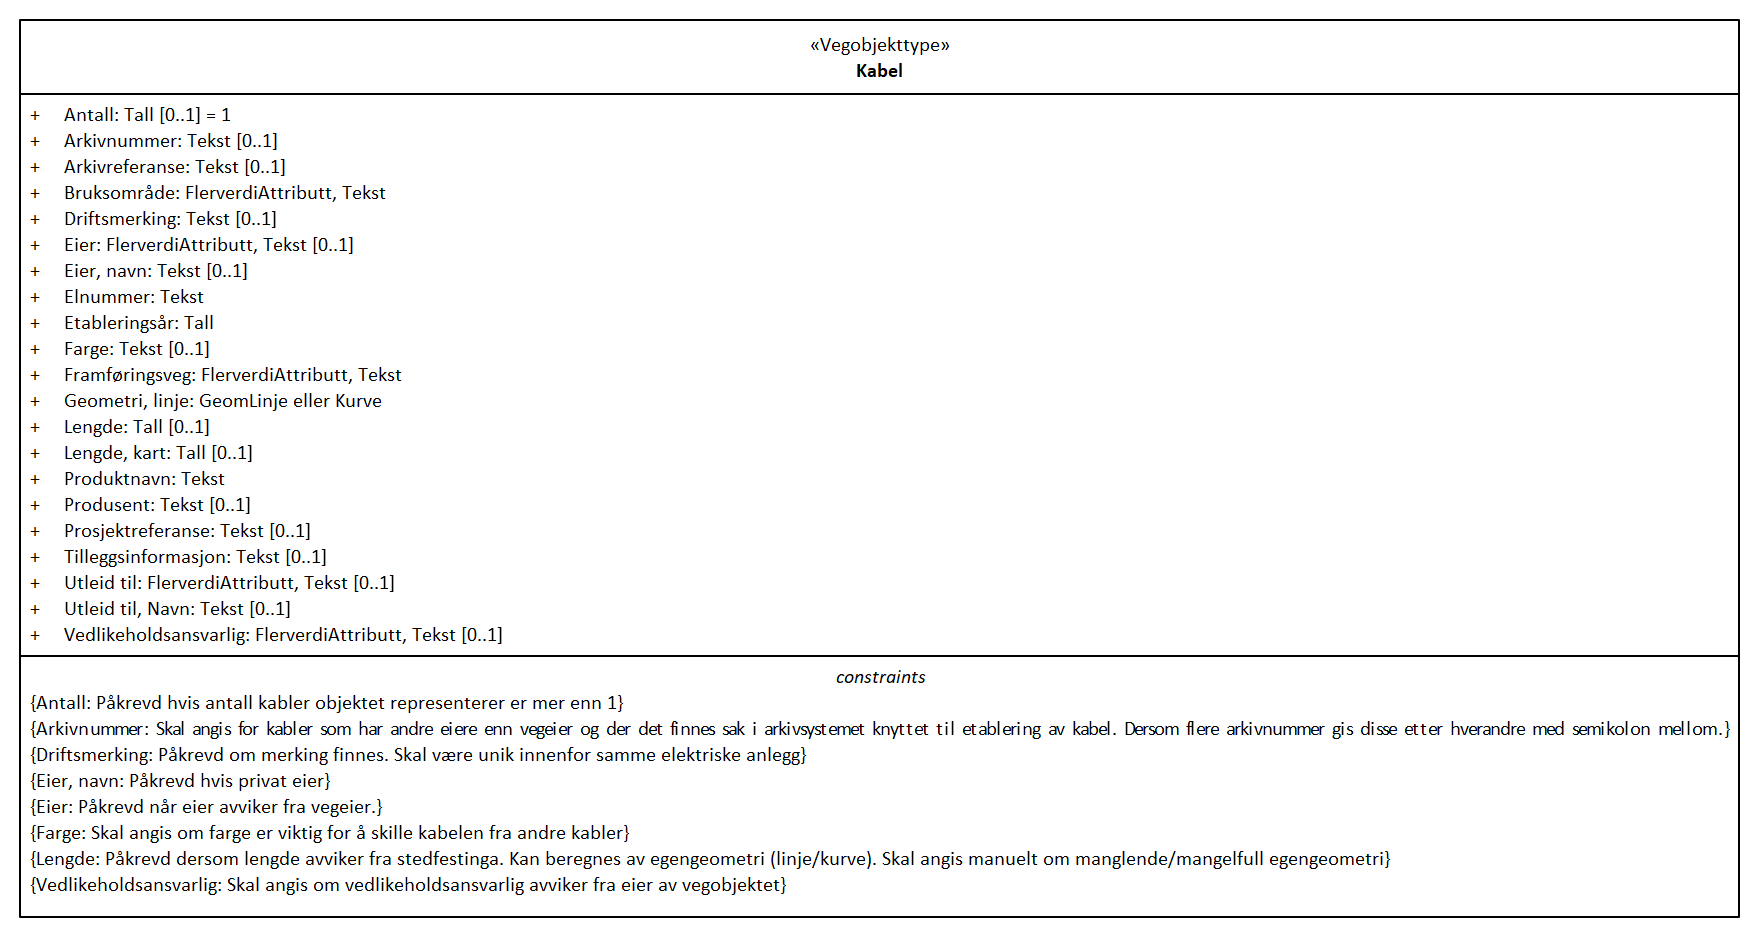 «Vegobjekttype»
Kabel
+ Antall: Tall [0..1] = 1
+ Arkivnummer: Tekst [0..1]
+ Arkivreferanse: Tekst [0..1]
+ Bruksområde: FlerverdiAttributt, Tekst
+ Driftsmerking: Tekst [0..1]
+ Eier: FlerverdiAttributt, Tekst [0..1]
+ Eier, navn: Tekst [0..1]
+ Elnummer: Tekst
+ Etableringsår: Tall
+ Farge: Tekst [0..1]
+ Framføringsveg: FlerverdiAttributt, Tekst
+ Geometri, linje: GeomLinje eller Kurve
+ Lengde: Tall [0..1]
+ Lengde, kart: Tall [0..1]
+ Produktnavn: Tekst
+ Produsent: Tekst [0..1]
+ Prosjektreferanse: Tekst [0..1]
+ Tilleggsinformasjon: Tekst [0..1]
+ Utleid til: FlerverdiAttributt, Tekst [0..1]
+ Utleid til, Navn: Tekst [0..1]
+ Vedlikeholdsansvarlig: FlerverdiAttributt, Tekst [0..1]
constraints
{Antall: Påkrevd hvis antall kabler objektet representerer er mer enn 1}
{Arkivnummer: Skal angis for kabler som har andre eiere enn vegeier og der det finnes sak i arkivsystemet knyttet til etablering av kabel. Dersom flere arkivnummer gis disse etter hverandre med semikolon mellom.}
{Driftsmerking: Påkrevd om merking finnes. Skal være unik innenfor samme elektriske anlegg}
{Eier, navn: Påkrevd hvis privat eier}
{Eier: Påkrevd når eier avviker fra vegeier.}
{Farge: Skal angis om farge er viktig for å skille kabelen fra andre kabler}
{Lengde: Påkrevd dersom lengde avviker fra stedfestinga. Kan beregnes av egengeometri (linje/kurve). Skal angis manuelt om manglende/mangelfull egengeometri}
{Vedlikeholdsansvarlig: Skal angis om vedlikeholdsansvarlig avviker fra eier av vegobjektet}